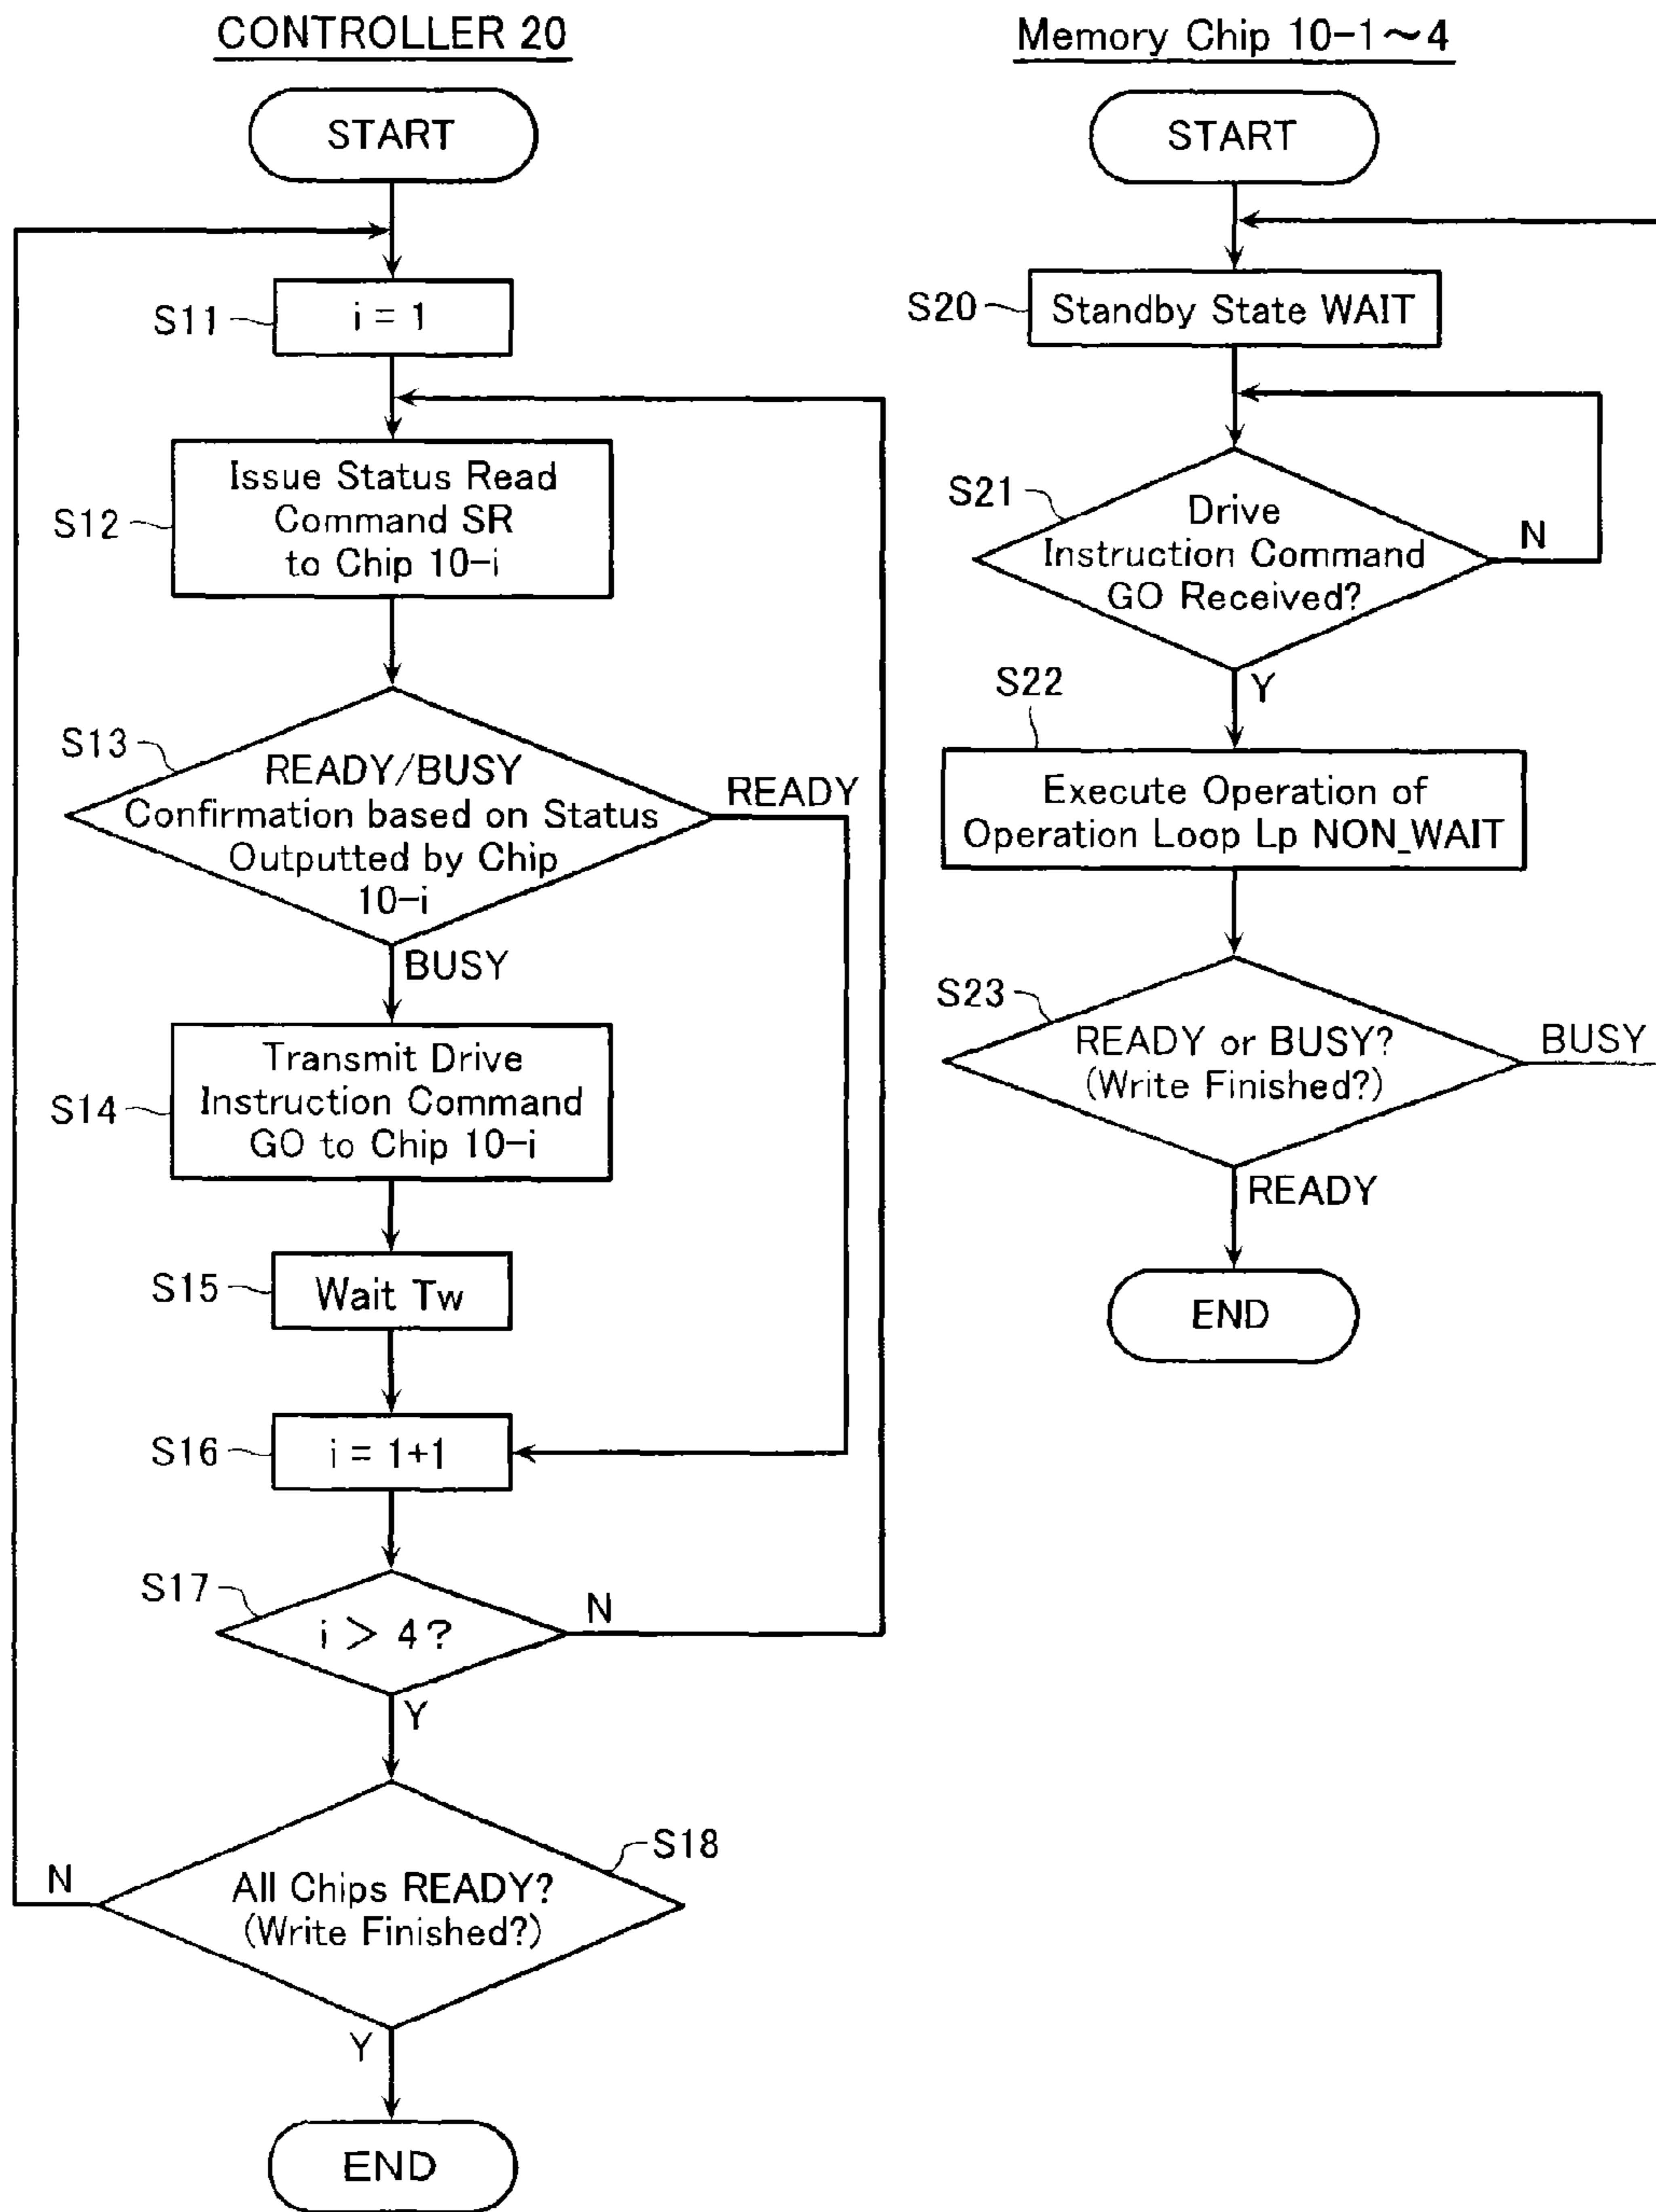 CONTROLLER 20
START
S11
i = 1
S12
Issue Status Read
Command SR
to Chip 10-i
S13
READY/BUSY
Confirmation based on Status
Outputted by Chip
10-i
READY
BUSY
S14
Transmit Drive
Instruction Command
GO to Chip 10-i
S15
Wait Tw
S16
i = 1+1
S17
i > 4?
N
Y
S18
All Chips READY?
(Write Finished?)
N
Y
END
Memory Chip 10-1~4
START
S20
Standby State WAIT
S21
Drive
Instruction Command
GO Received?
N
Y
S22
Execute Operation of
Operation Loop Lp NON_WAIT
S23
READY or BUSY?
(Write Finished?)
BUSY
READY
END